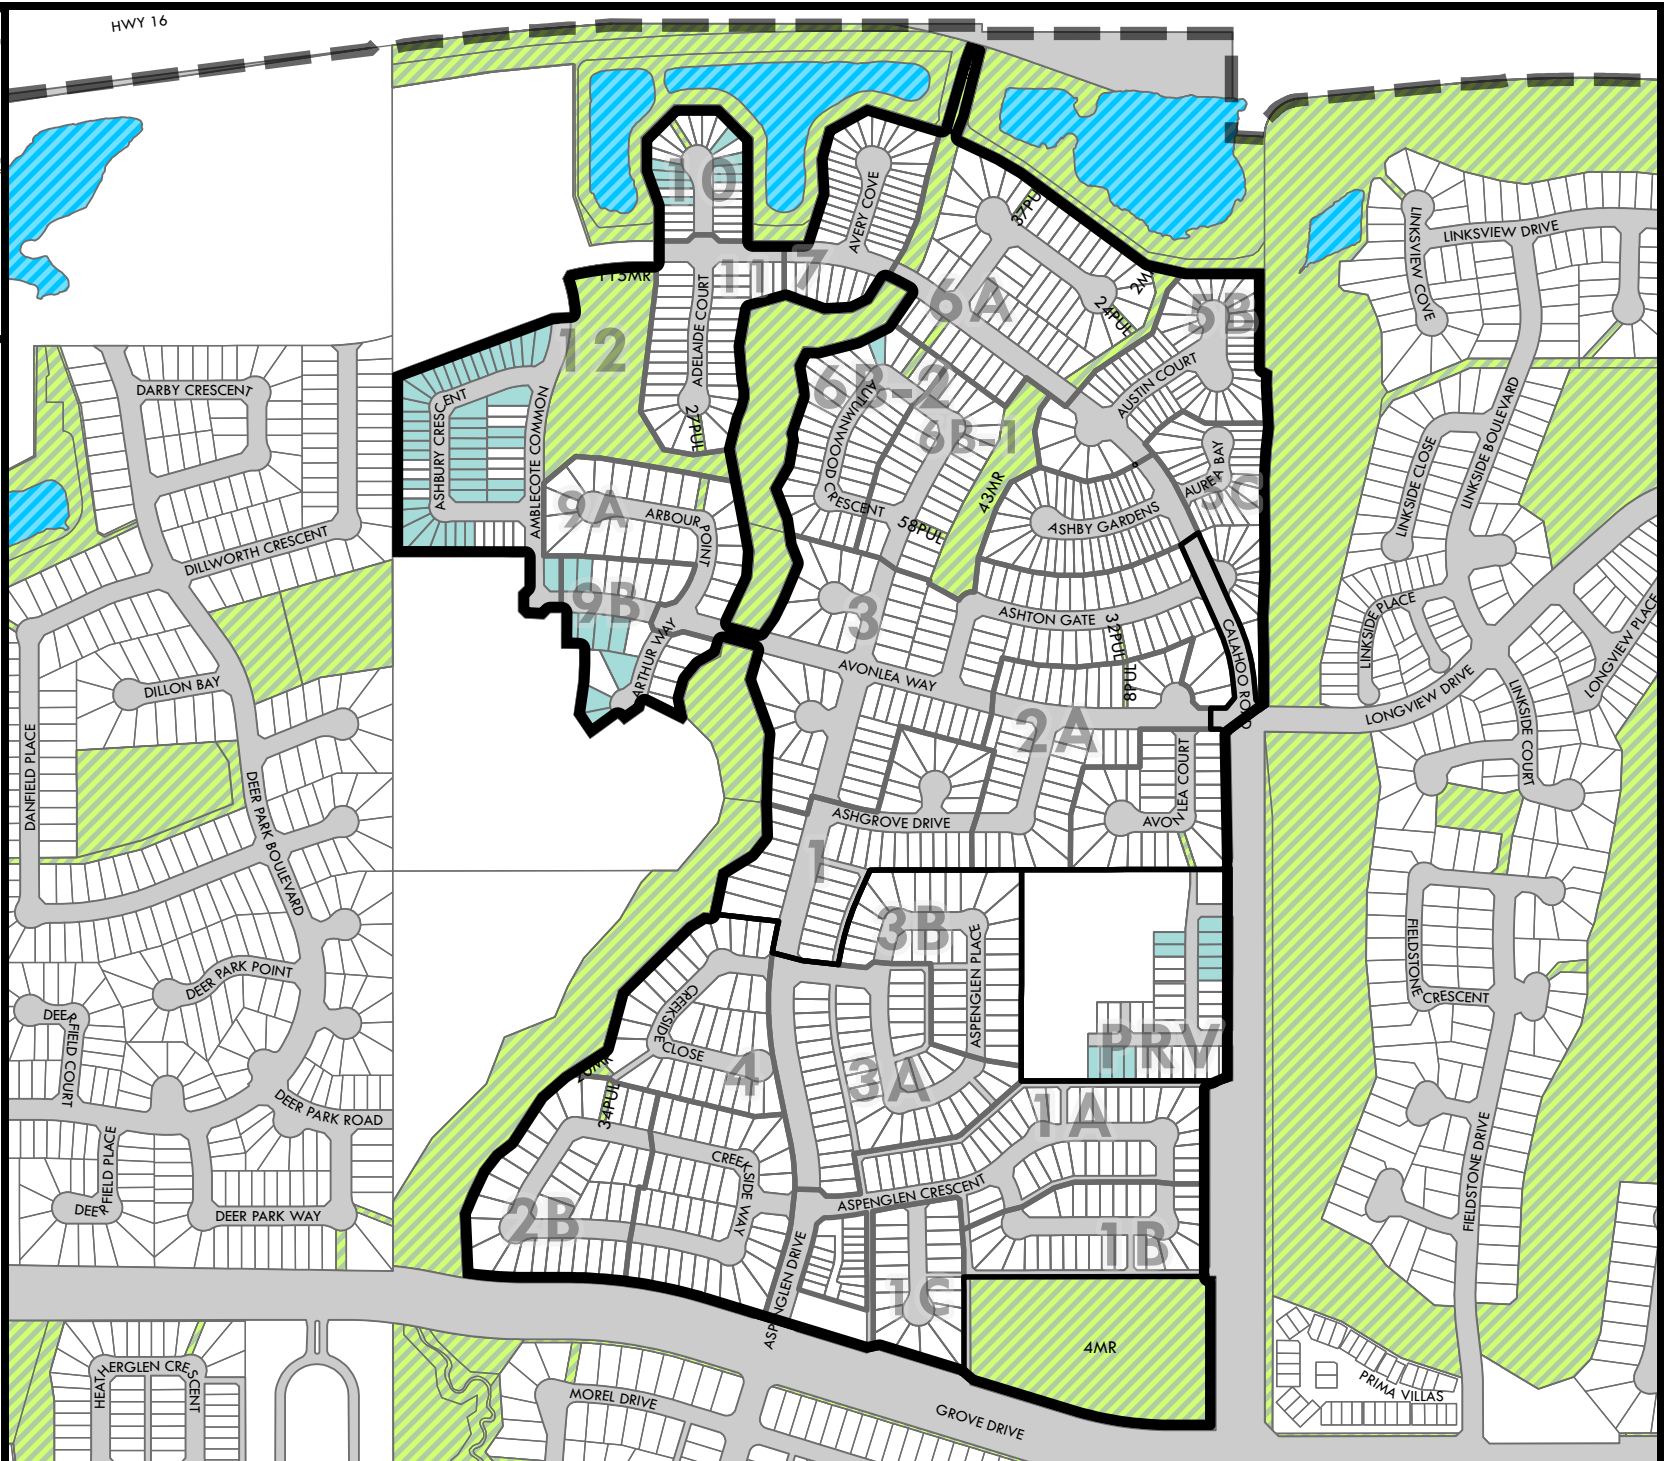 HWY 16
10
AVERY COVE
37PUL
LINKSVIEW COVE
LINKSVIEW DRIVE
115MR
11
7
2MR
6A
24PUL
5B
ADELAIDE COURT
12
DARBY CRESCENT
ASHBURY CRESCENT
AMBLECOTE COMMON
27PUL
6B-2
AUTUMNWOOD CRESCENT
6B-1
AUSTIN COURT
LINKSIDE BOULEVARD
LINKSIDE CLOSE
AUREA BAY
5C
43MR
9A
ARBOUR POINT
58PUL
ASHBY GARDENS
DILLWORTH CRESCENT
9B
3
ASHTON GATE
32PUL
LINKSIDE PLACE
LONGVIEW PLACE
ARTHUR WAY
CALAHOO ROAD
DILLON BAY
AVONLEA WAY
8PUL
LONGVIEW DRIVE
LINKSIDE COURT
2A
DANFIELD PLACE
DEER PARK BOULEVARD
AVONLEA COURT
AVONLEA
ASHGROVE DRIVE
1
3B
ASPENGLEN PLACE
FIELDSTONE CRESCENT
DEER PARK POINT
CREEKSIDE CLOSE
DEERFIELD COURT
PRV
20MR
4
3A
34PUL
1A
DEER PARK ROAD
DEERFIELD PLACE
CREEKSIDE WAY
FIELDSTONE DRIVE
ASPENGLEN CRESCENT
DEER PARK WAY
2B
1B
ASPENGLEN DRIVE
1C
4MR
HEATHERGLEN CRESCENT
MOREL DRIVE
PRIMA VILLAS
GROVE DRIVE